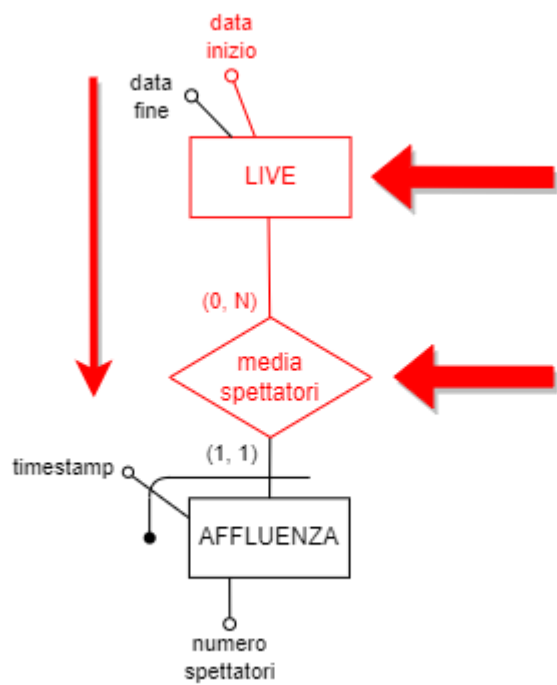 data
inizio
data
fine
LIVE
(0, N)
media
spettatori
(1, 1)
timestamp
AFFLUENZA
numero
spettatori